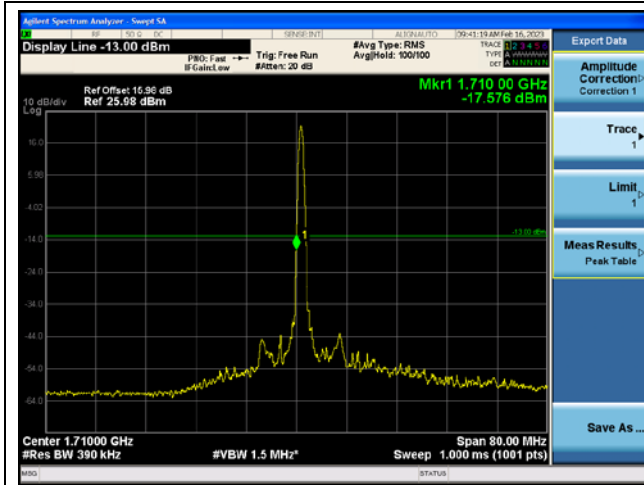 Agilent Spectrum Analyzer - Swept SA
RF 50 Ω DC SENSE:INT ALIGNAUTO 09:41:19 AM Feb 16, 2023
Display Line -13.00 dBm
PNO: Fast
IFGain:Low
Trig: Free Run
#Atten: 20 dB
#Avg Type: RMS
Avg|Hold: 100/100
TRACE 1 2 3 4 5 6
TYPE A
DET A N N N N N
Mkr1 1.710 00 GHz
-17.576 dBm
Ref Offset 15.98 dB
Ref 25.98 dBm
10 dB/div
Log
16.0
5.98
-4.02
-14.0
-24.0
-34.0
-44.0
-54.0
-64.0
-13.00 dBm
1
Center 1.71000 GHz
Span 80.00 MHz
#Res BW 390 kHz
#VBW 1.5 MHz*
Sweep 1.000 ms (1001 pts)
MSG
STATUS
Export Data
Amplitude
Correction
Correction 1
Trace
1
Limit
1
Meas Results
Peak Table
Save As ...